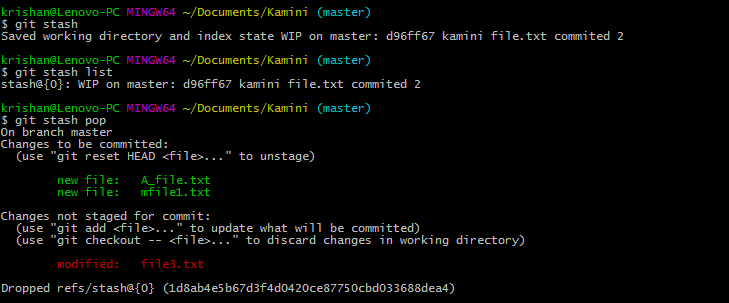 krishan@Lenovo-PC MINGW64 ~/Documents/Kamini (master)
$ git stash
Saved working directory and index state WIP on master: d96ff67 kamini file.txt commited 2
krishan@Lenovo-PC MINGW64 ~/Documents/Kamini (master)
$ git stash list
stash@{0}: WIP on master: d96ff67 kamini file.txt commited 2
krishan@Lenovo-PC MINGW64 ~/Documents/Kamini (master)
$ git stash pop
On branch master
Changes to be committed:
  (use "git reset HEAD <file>..." to unstage)
        new file:   A_file.txt
        new file:   mfile1.txt
Changes not staged for commit:
  (use "git add <file>..." to update what will be committed)
  (use "git checkout -- <file>..." to discard changes in working directory)
        modified:   file3.txt
Dropped refs/stash@{0} (1d8ab4e5b67d3f4d0420ce87750cbd033688dea4)